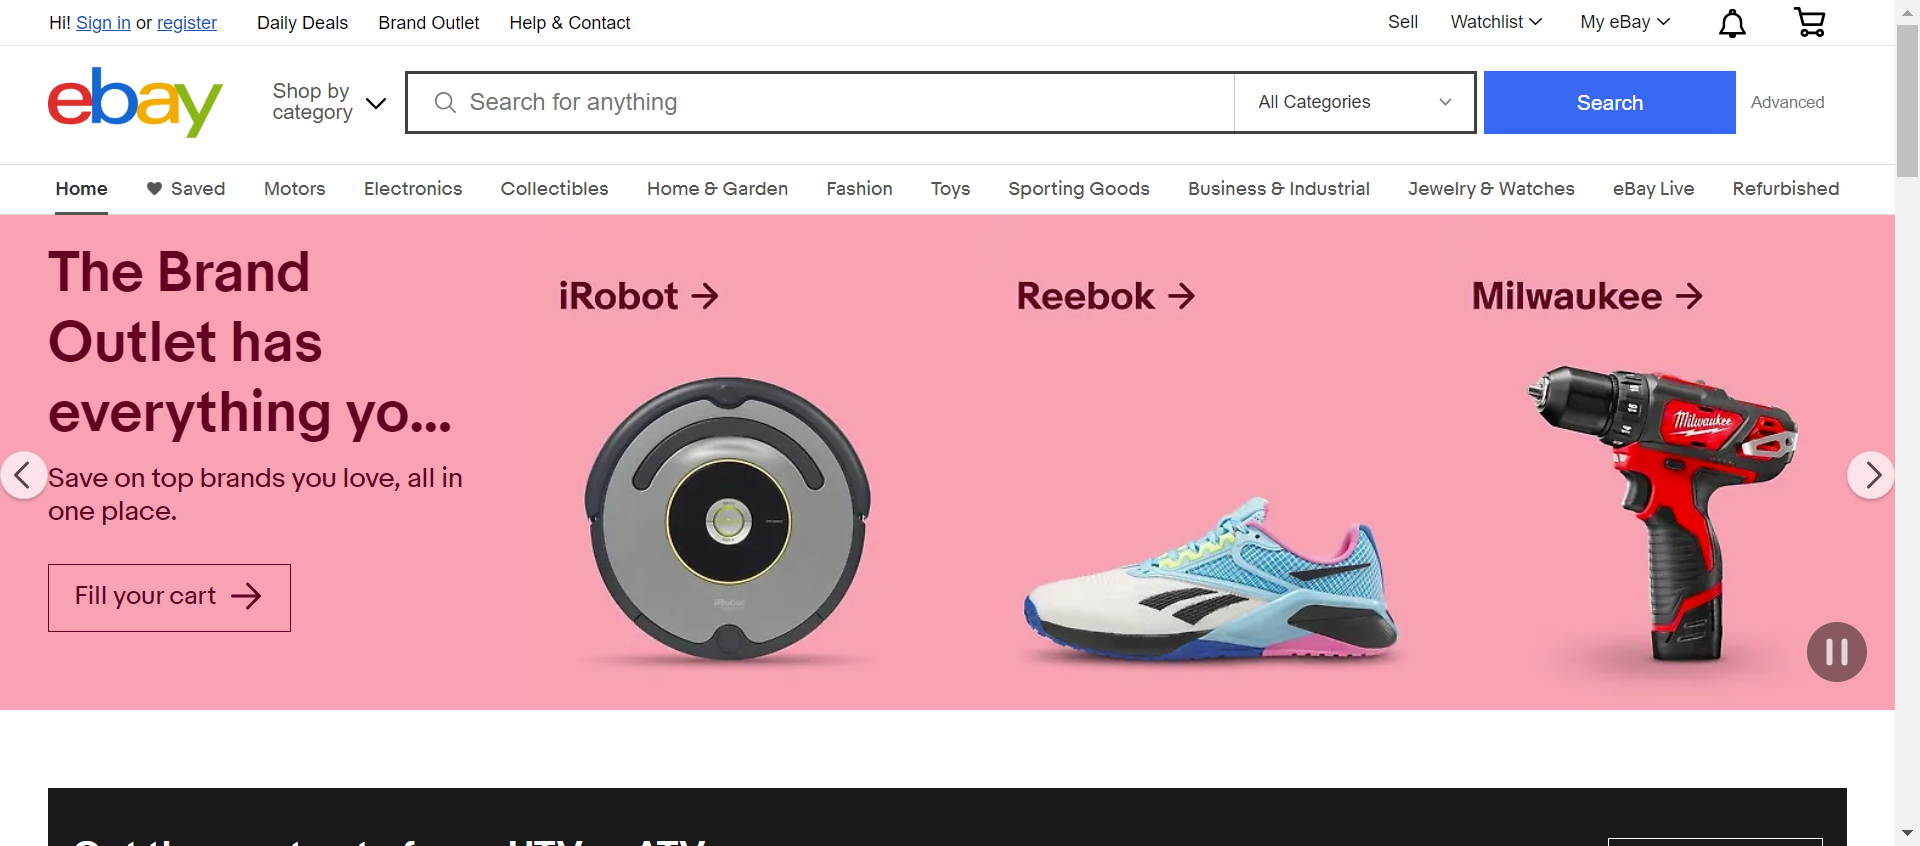 Hi! Sign in or register Daily Deals Brand Outlet Help & Contact Sell Watchlist My eBay
ebay
Shop by
category
Search for anything
All Categories
Search
Advanced
Home Saved Motors Electronics Collectibles Home & Garden Fashion Toys Sporting Goods Business & Industrial Jewelry & Watches eBay Live Refurbished
The Brand
Outlet has
everything yo...
Save on top brands you love, all in
one place.
Fill your cart
iRobot
Reebok
Milwaukee
iRobot
Milwaukee